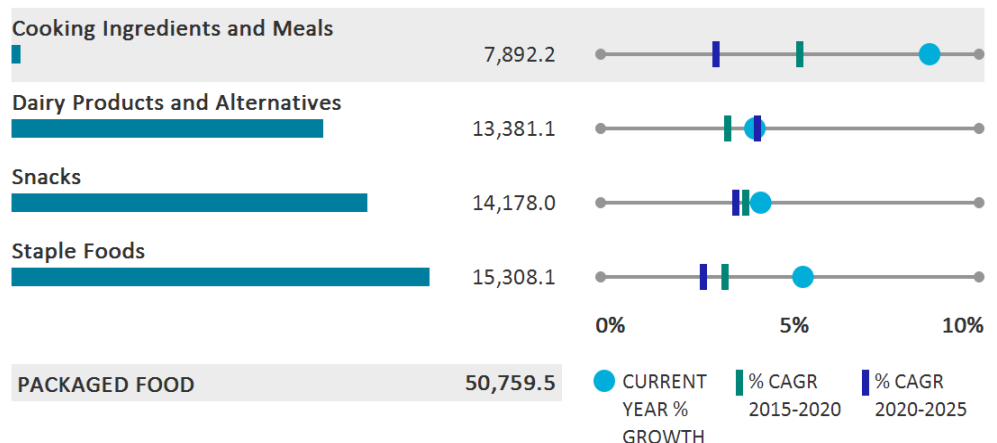 Cooking Ingredients and Meals
7,892.2
Dairy Products and Alternatives
13,381.1
Snacks
14,178.0
Staple Foods
15,308.1
0% 5% 10%
PACKAGED FOOD 50,759.5
CURRENT YEAR % GROWTH
% CAGR 2015-2020
% CAGR 2020-2025